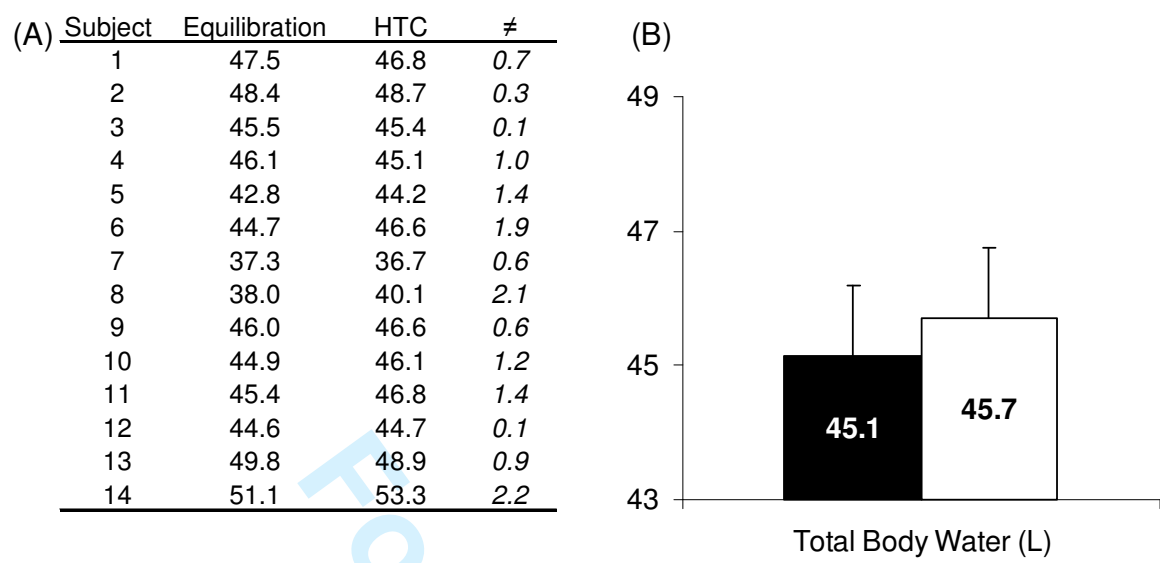 (A) Subject Equilibration HTC ≠
1 47.5 46.8 0.7
2 48.4 48.7 0.3
3 45.5 45.4 0.1
4 46.1 45.1 1.0
5 42.8 44.2 1.4
6 44.7 46.6 1.9
7 37.3 36.7 0.6
8 38.0 40.1 2.1
9 46.0 46.6 0.6
10 44.9 46.1 1.2
11 45.4 46.8 1.4
12 44.6 44.7 0.1
13 49.8 48.9 0.9
14 51.1 53.3 2.2
Fo
(B)
49
47
45
43
45.1
45.7
Total Body Water (L)